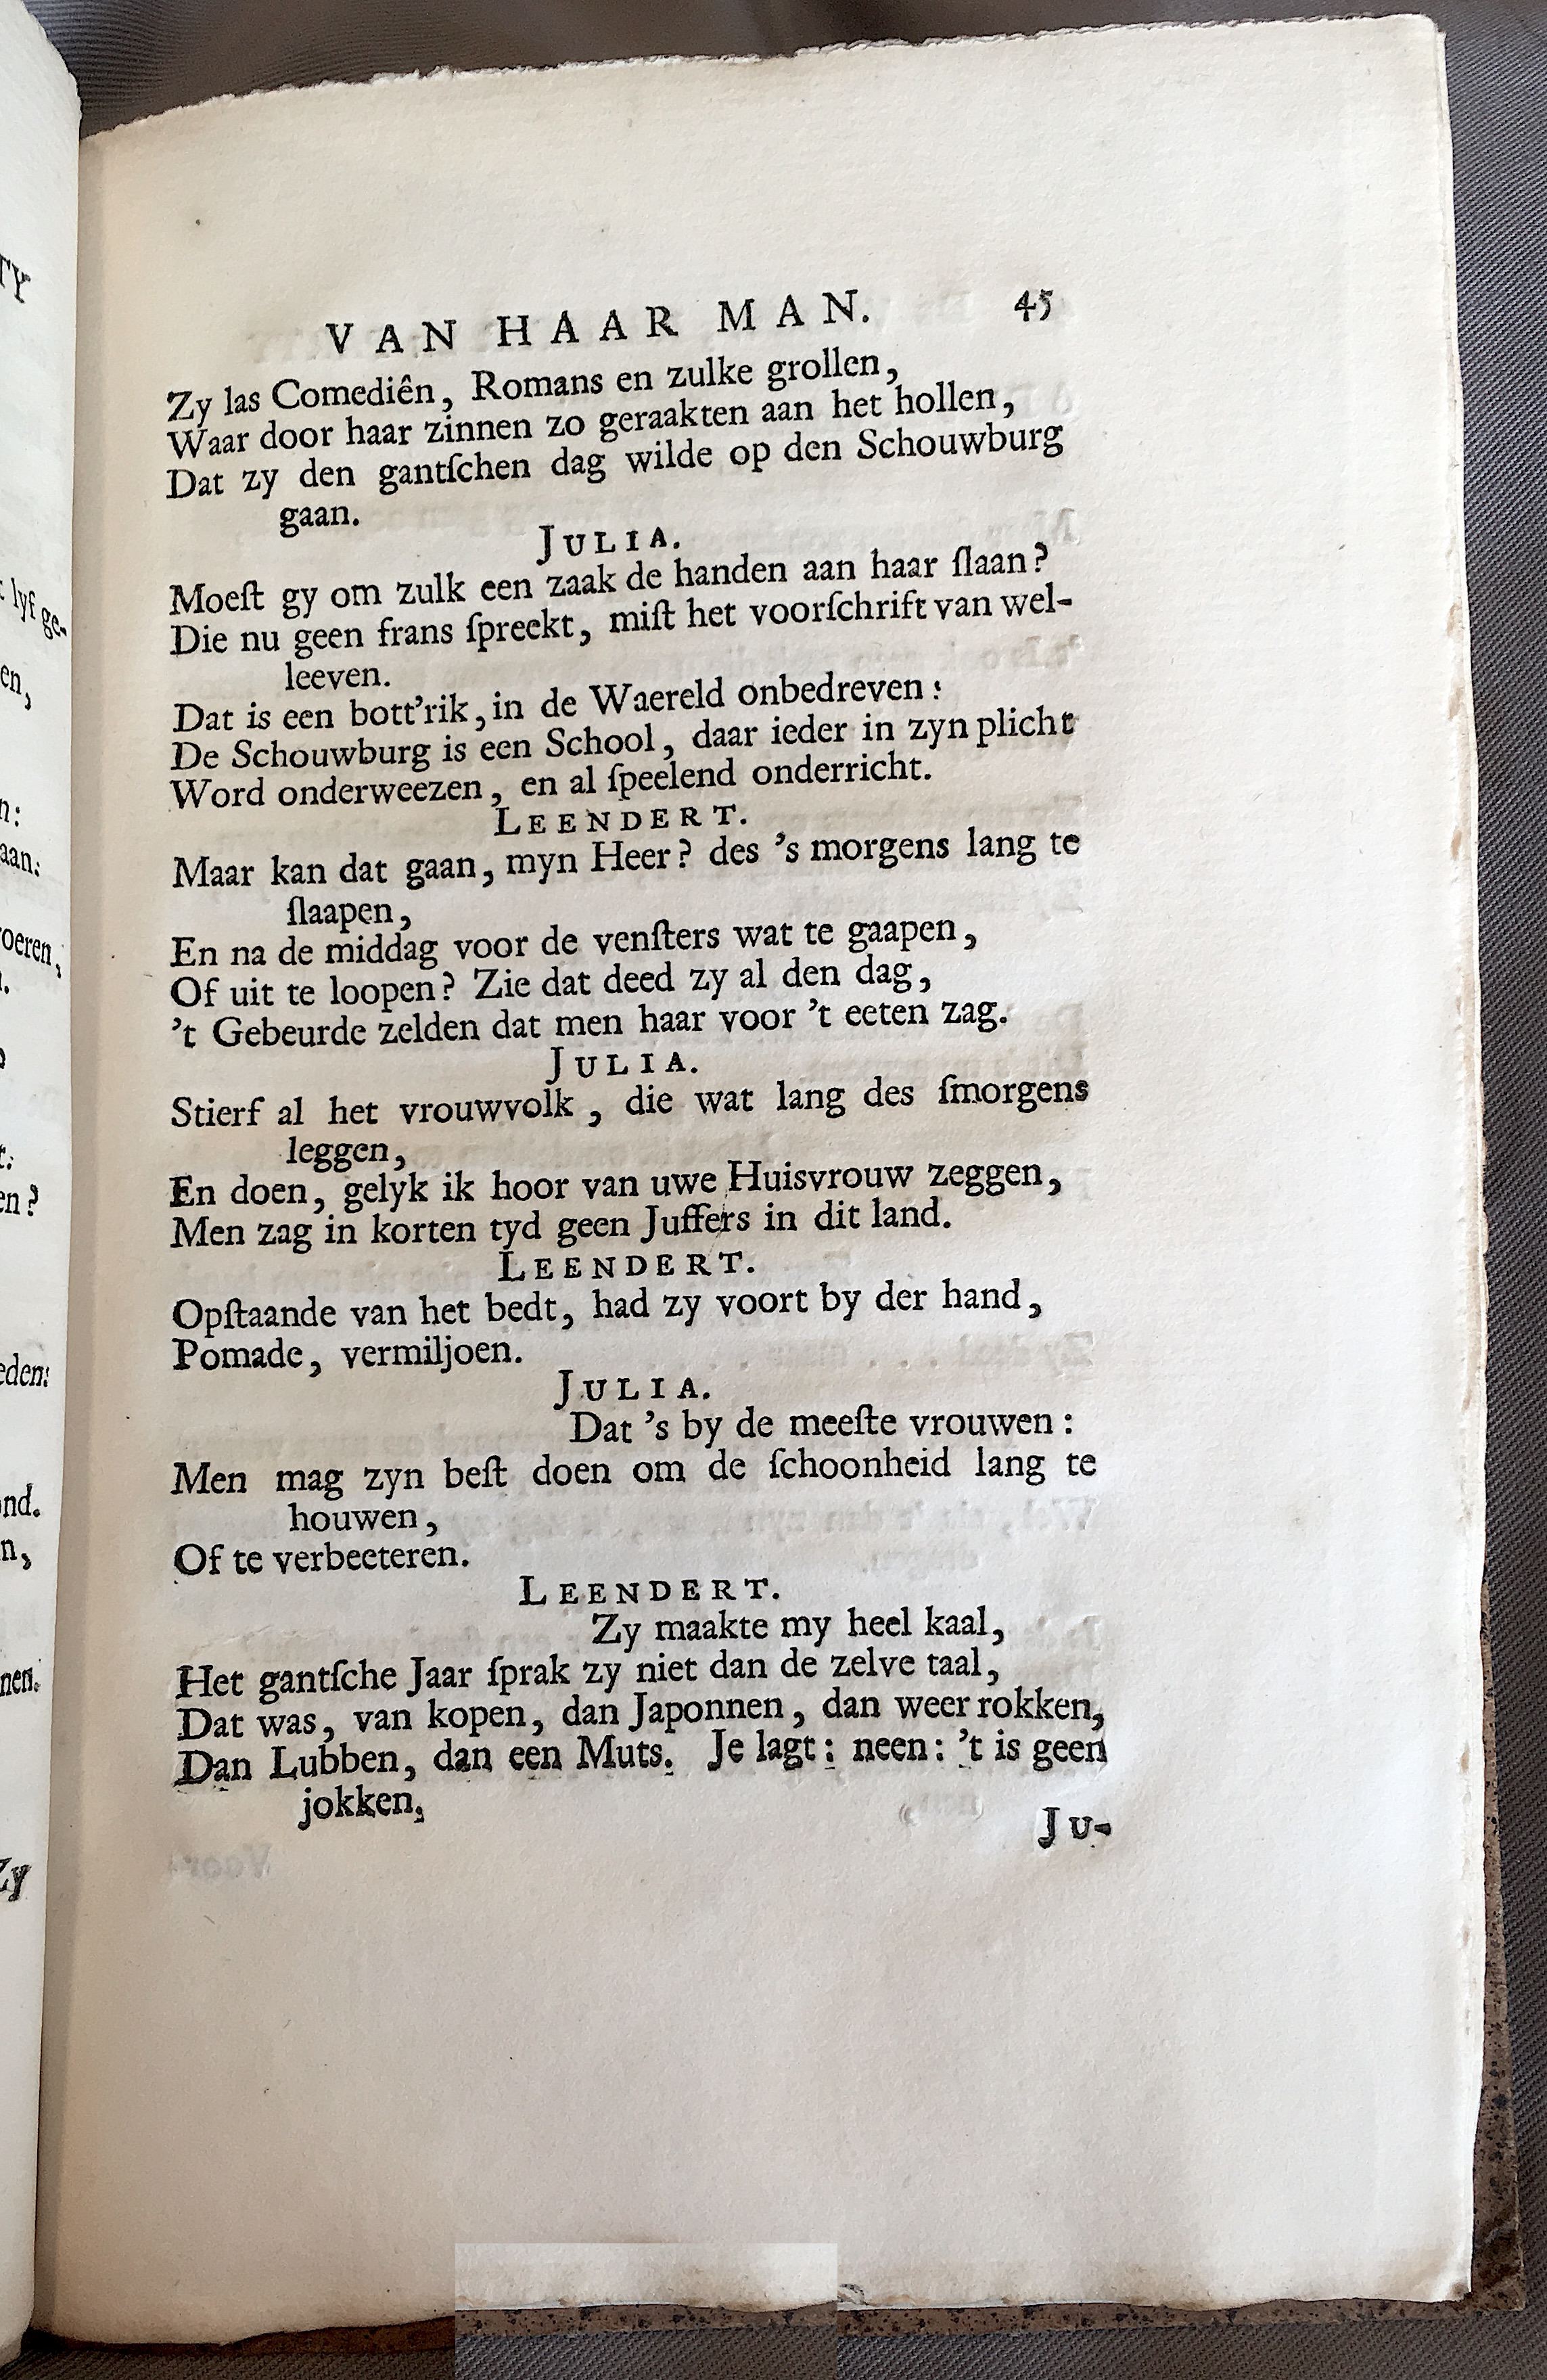 VAN HAAR MAN. 45
Zy las Comediên, Romans en zulke grollen,
Waar door haar zinnen zo geraakten aan het hollen,
Dat zy den gantſchen dag wilde op den Schouwburg
gaan.
JULIA.
Moeſt gy om zulk een zaak de handen aan haar ſlaan?
Die nu geen frans ſpreekt, miſt het voorſchrift van wel-
leeven.
Dat is een bott'rik, in de Waereld onbedreven:
De Schouwburg is een School, daar ieder in zyn plicht
Word onderweezen, en al ſpeelend onderricht.
LEENDERT.
Maar kan dat gaan, myn Heer? des 's morgens lang te
ſlaapen,
En na de middag voor de venſters wat te gaapen,
Of uit te loopen? Zie dat deed zy al den dag,
't Gebeurde zelden dat men haar voor 't eeten zag.
JULIA.
Stierf al het vrouwvolk, die wat lang des ſmorgens
leggen,
En doen, gelyk ik hoor van uwe Huisvrouw zeggen,
Men zag in korten tyd geen Juffers in dit land.
LEENDERT.
Opſtaande van het bedt, had zy voort by der hand,
Pomade, vermiljoen.
JULIA.
Dat 's by de meeſte vrouwen:
Men mag zyn beſt doen om de ſchoonheid lang te
houwen,
Of te verbeeteren.
LEENDERT.
Zy maakte my heel kaal,
Het gantſche Jaar ſprak zy niet dan de zelve taal,
Dat was, van kopen, dan Japonnen, dan weer rokken,
Dan Lubben, dan een Muts. Je lagt: neen: 't is geen
jokken.
JU-